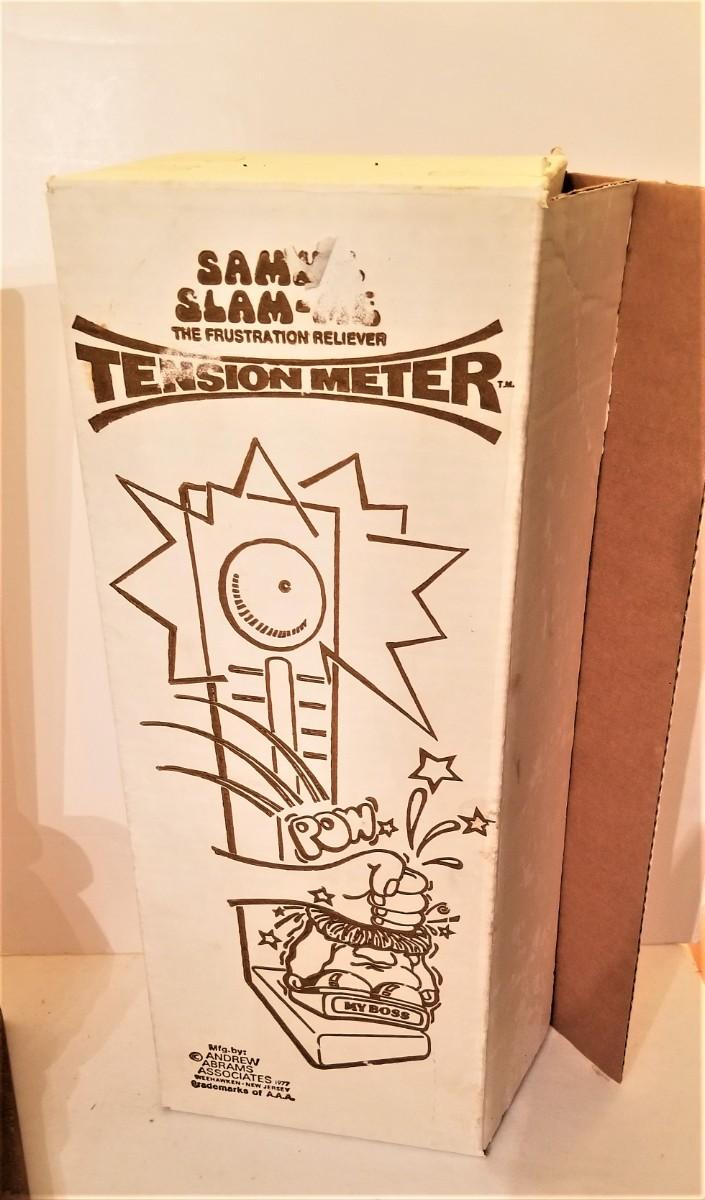 SLAM-
THE FRUSTRATION RELIEVER
TENSION METER T.M.
POW
MY BOSS
Mfg. by:
© ANDREW
ABRAMS
ASSOCIATES 1977
WEEHAWKEN - NEW JERSEY
trademarks of A.A.A.